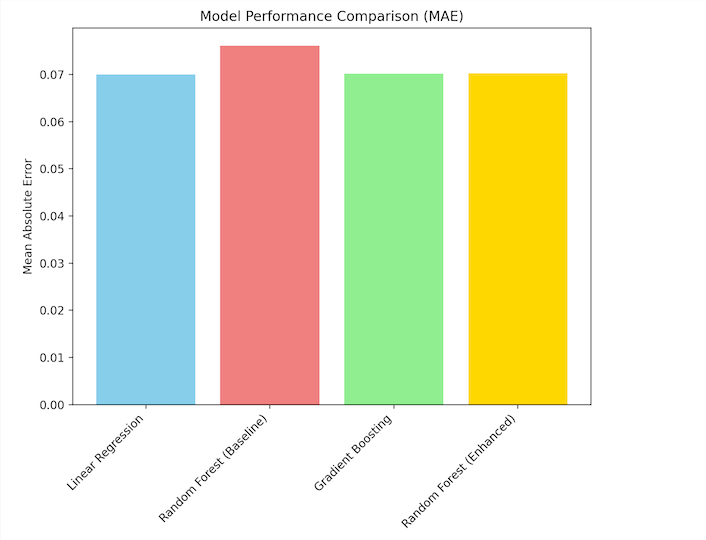 Model Performance Comparison (MAE)
Mean Absolute Error
0.07
0.06
0.05
0.04
0.03
0.02
0.01
0.00
Linear Regression
Random Forest (Baseline)
Gradient Boosting
Random Forest (Enhanced)